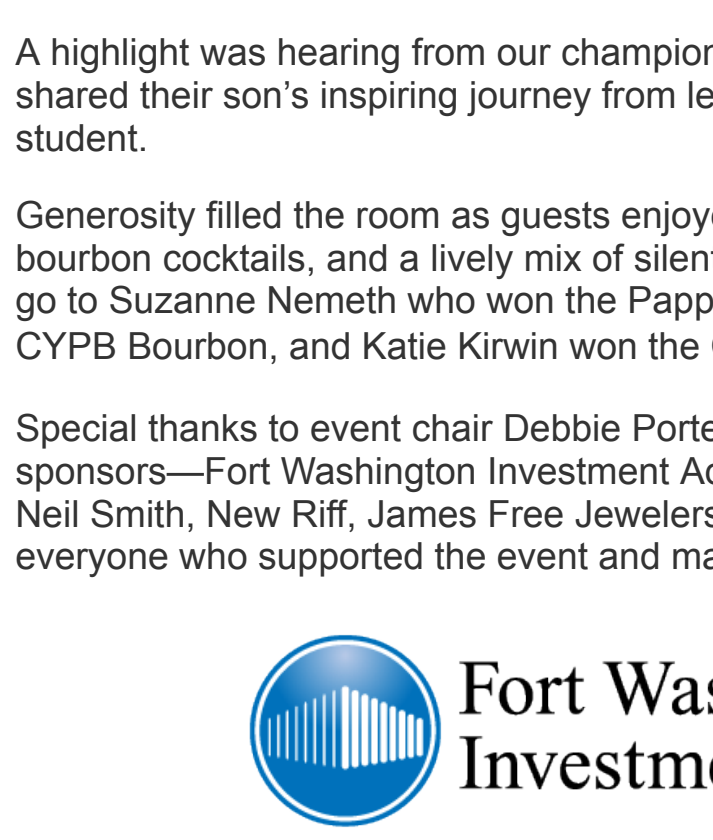 A highlight was hearing from our champion
shared their son's inspiring journey from le
student.
Generosity filled the room as guests enjoy
bourbon cocktails, and a lively mix of silent
go to Suzanne Nemeth who won the Papp
CYPB Bourbon, and Katie Kirwin won the
Special thanks to event chair Debbie Porte
sponsors—Fort Washington Investment Ad
Neil Smith, New Riff, James Free Jewelers
everyone who supported the event and ma
Fort Was
Investme